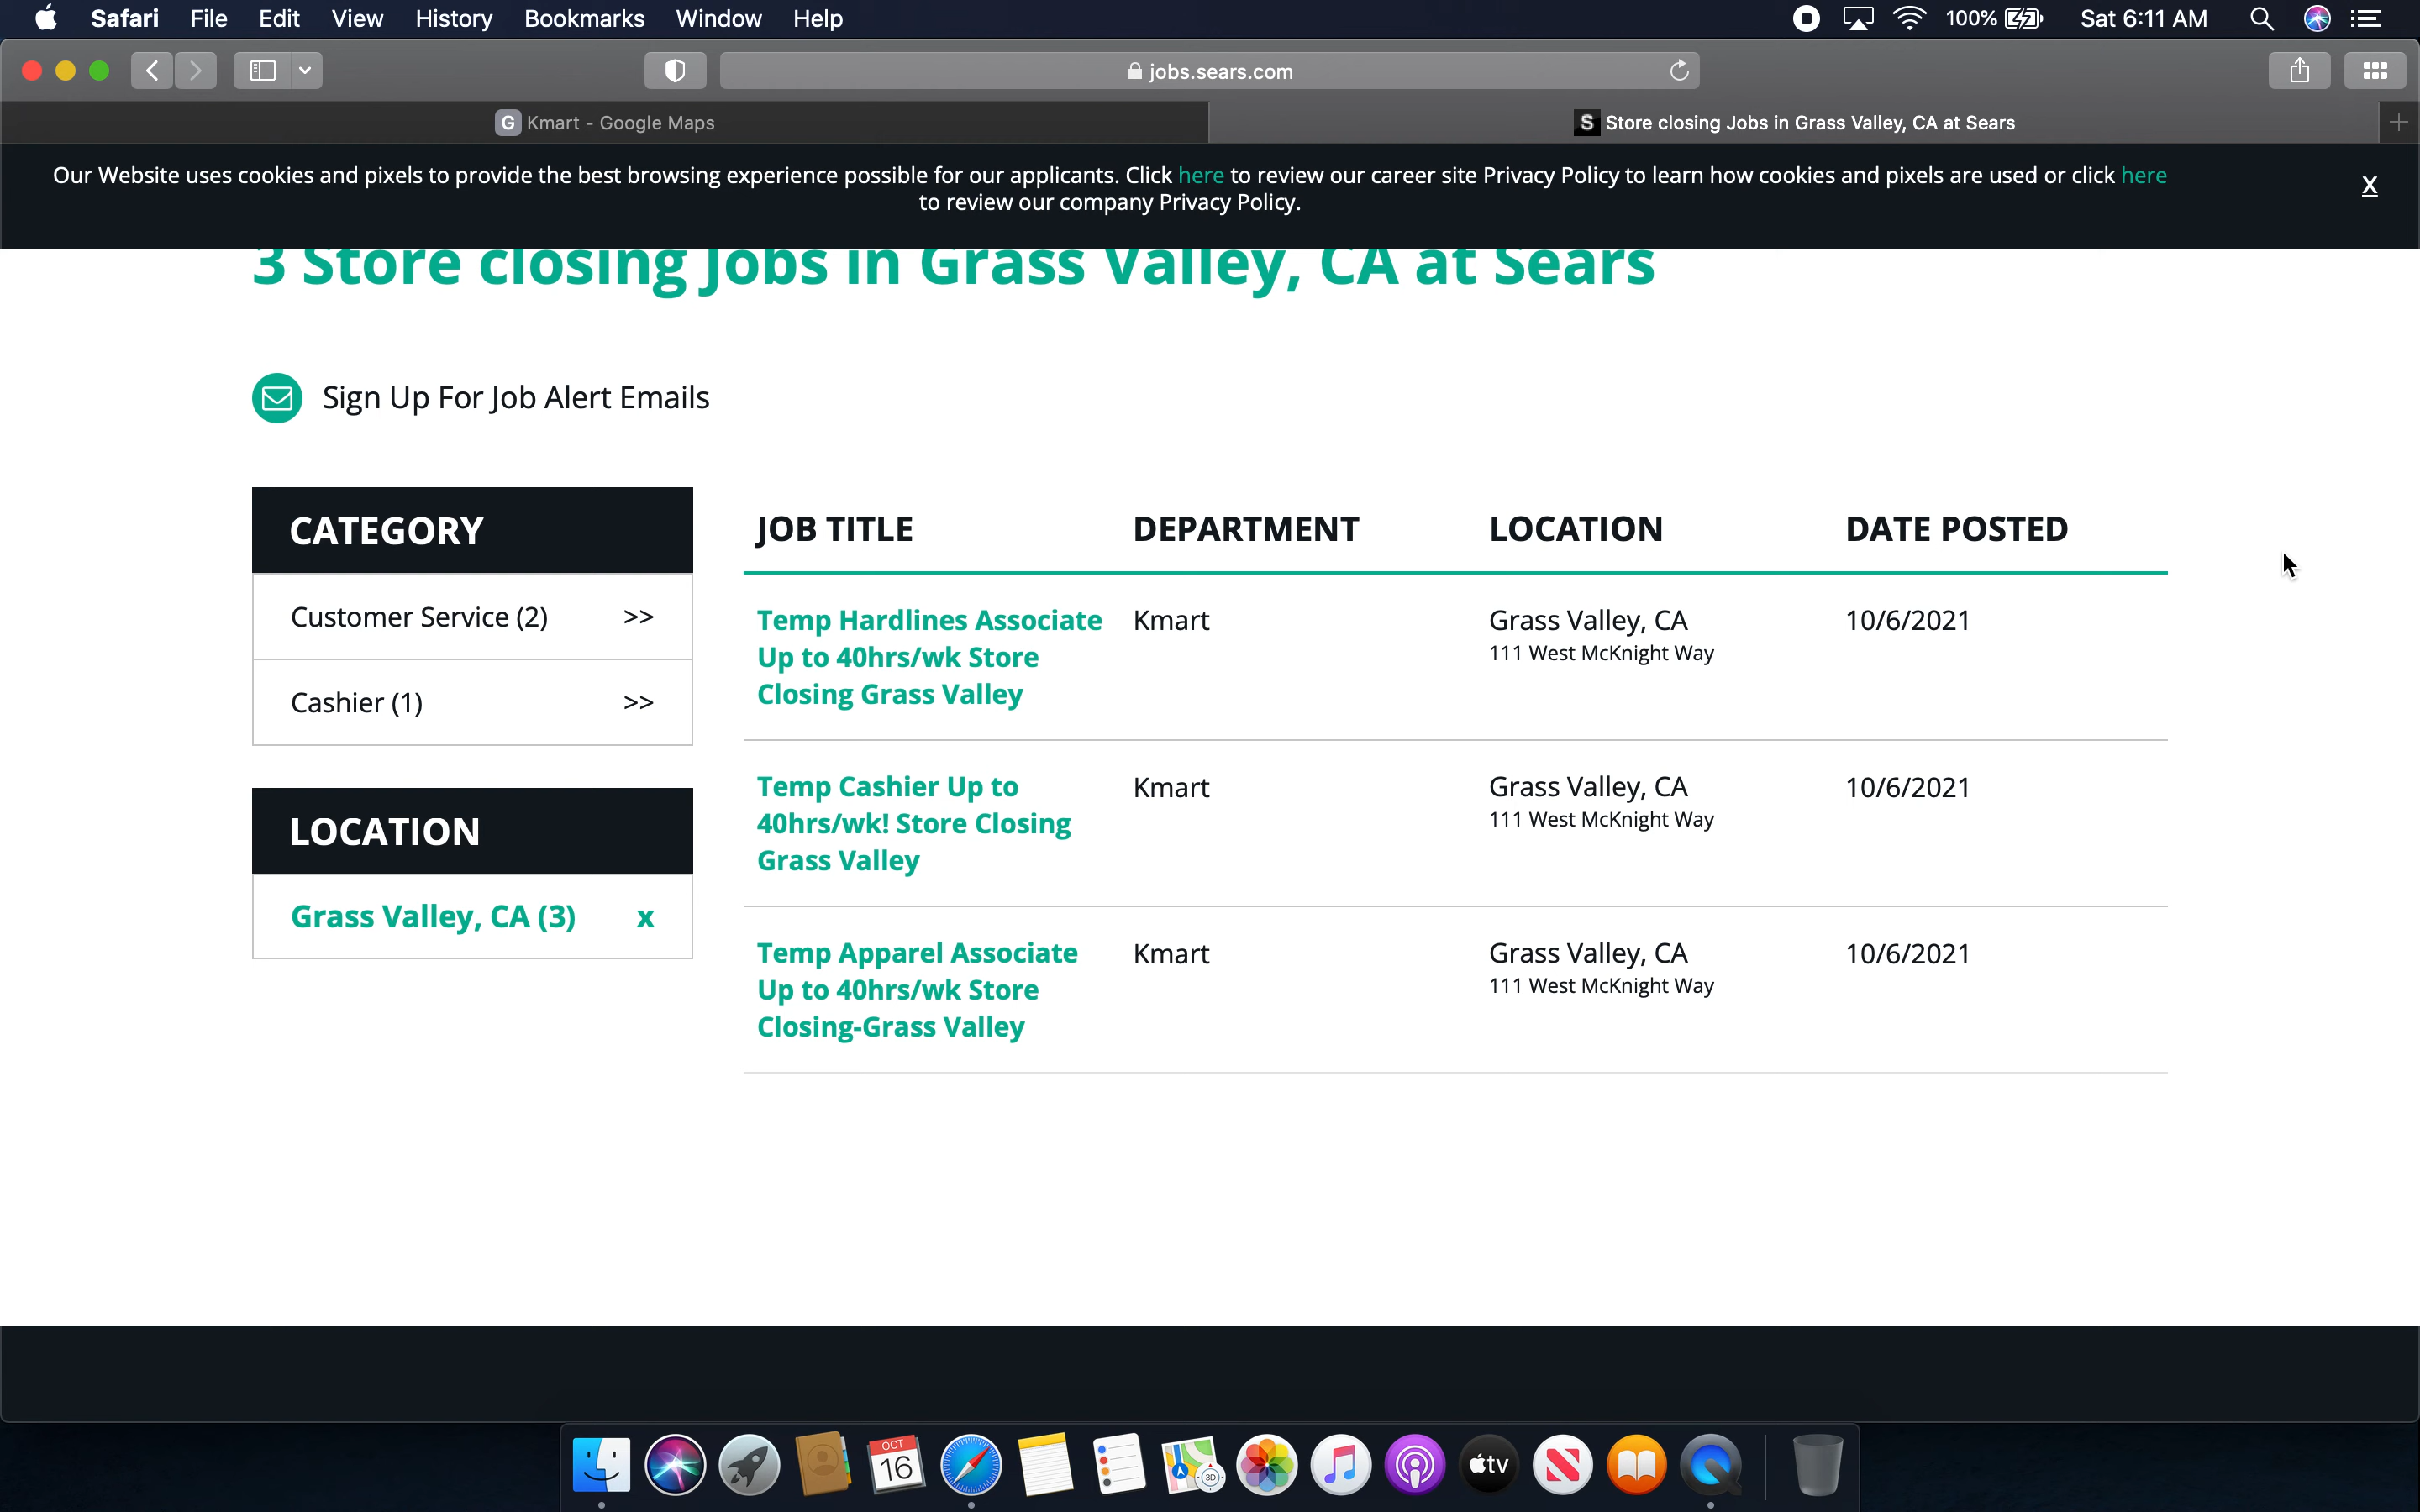 Safari File Edit View History Bookmarks Window Help 100% Sat 6:11 AM
jobs.sears.com
G Kmart - Google Maps
S Store closing Jobs in Grass Valley, CA at Sears
Our Website uses cookies and pixels to provide the best browsing experience possible for our applicants. Click here to review our career site Privacy Policy to learn how cookies and pixels are used or click here
to review our company Privacy Policy.
X
3 Store closing Jobs in Grass Valley, CA at Sears
Sign Up For Job Alert Emails
CATEGORY
Customer Service (2) >>
Cashier (1) >>
LOCATION
Grass Valley, CA (3) x
JOB TITLE DEPARTMENT LOCATION DATE POSTED
Temp Hardlines Associate Kmart Grass Valley, CA 10/6/2021
Up to 40hrs/wk Store 111 West McKnight Way
Closing Grass Valley
Temp Cashier Up to Kmart Grass Valley, CA 10/6/2021
40hrs/wk! Store Closing 111 West McKnight Way
Grass Valley
Temp Apparel Associate Kmart Grass Valley, CA 10/6/2021
Up to 40hrs/wk Store 111 West McKnight Way
Closing-Grass Valley
OCT
16
3D
tv